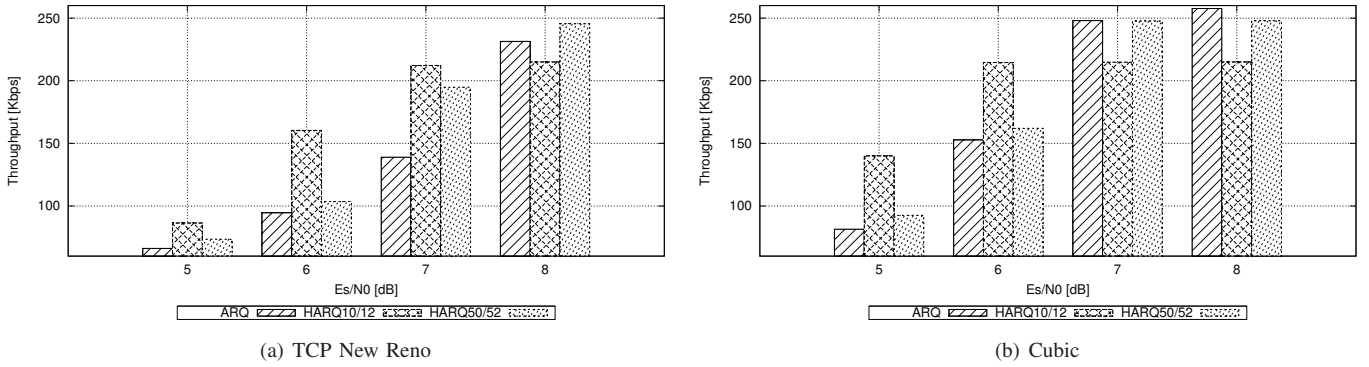 250
200
150
100
Throughput [Kbps]
5 6 7 8
Es/N0 [dB]
ARQ HARQ10/12 HARQ50/52
(a) TCP New Reno
250
200
150
100
Throughput [Kbps]
5 6 7 8
Es/N0 [dB]
ARQ HARQ10/12 HARQ50/52
(b) Cubic